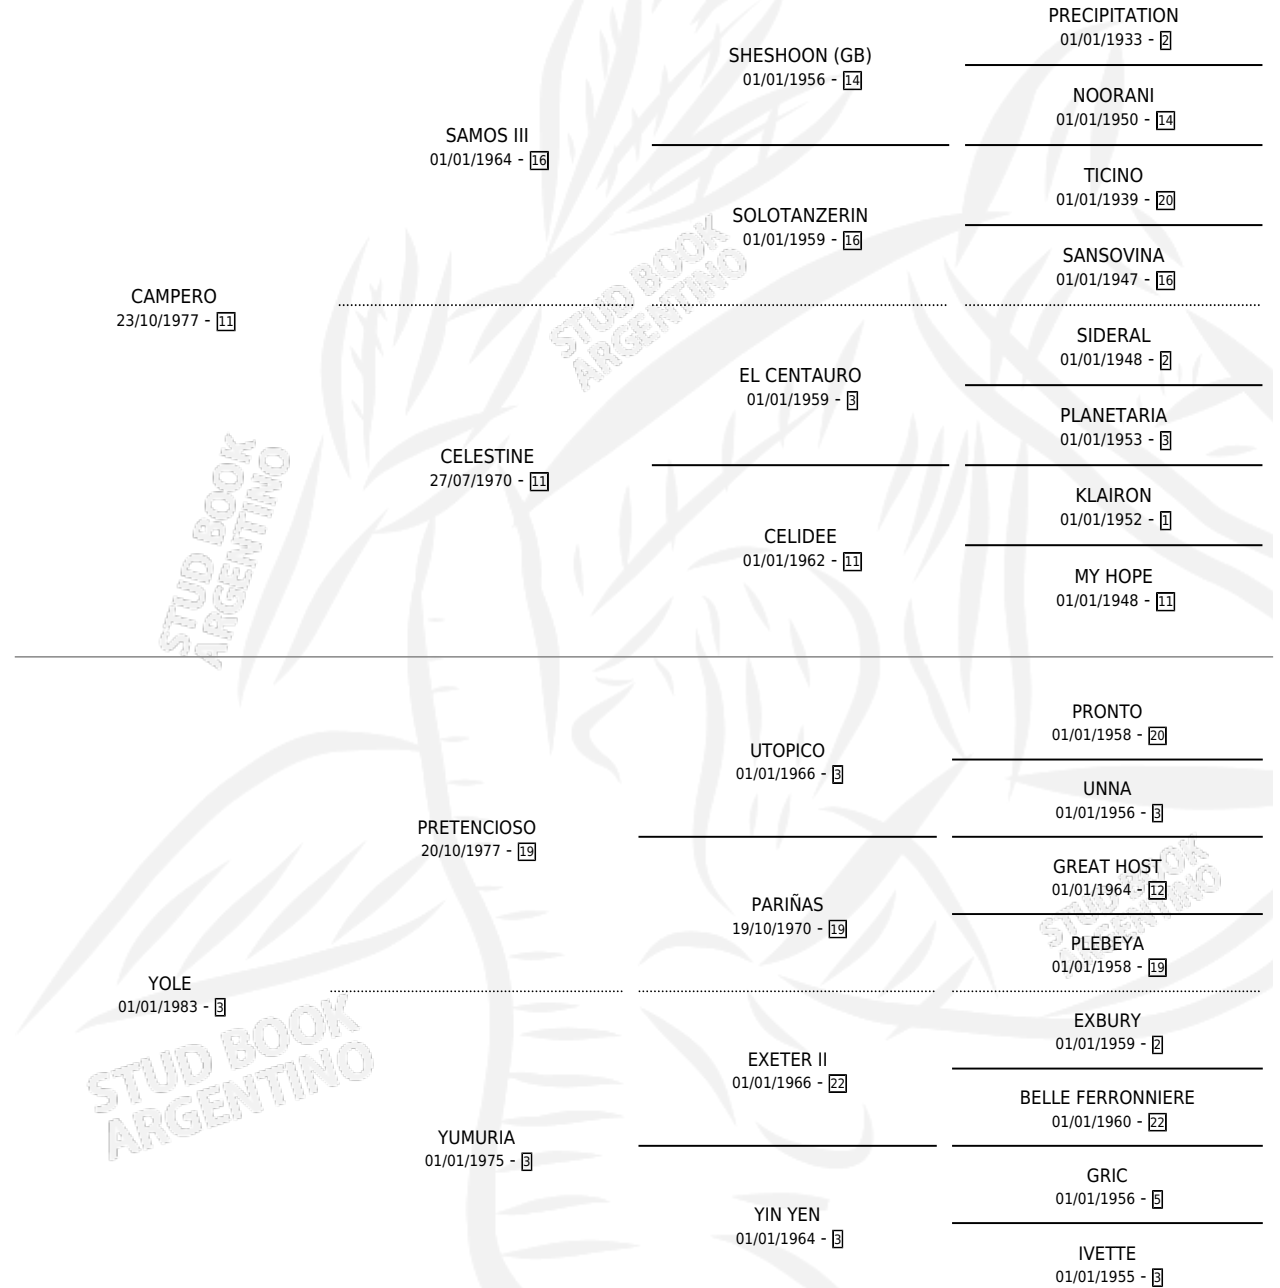 PRECIPITATION
01/01/1933 - 2
SHESHOON (GB)
01/01/1956 - 14
NOORANI
01/01/1950 - 14
SAMOS III
01/01/1964 - 16
TICINO
01/01/1939 - 20
SOLOTANZERIN
01/01/1959 - 16
SANSOVINA
01/01/1947 - 16
CAMPERO
23/10/1977 - 11
STUD BOOK
ARGENTINO
SIDERAL
01/01/1948 - 2
EL CENTAURO
01/01/1959 - 3
PLANETARIA
01/01/1953 - 3
CELESTINE
27/07/1970 - 11
KLAIRON
01/01/1952 - 1
CELIDEE
01/01/1962 - 11
MY HOPE
01/01/1948 - 11
STUD BOOK
ARGENTINO
PRONTO
01/01/1958 - 20
UTOPICO
01/01/1966 - 3
UNNA
01/01/1956 - 3
PRETENCIOSO
20/10/1977 - 19
GREAT HOST
01/01/1964 - 12
PARIÑAS
19/10/1970 - 19
PLEBEYA
01/01/1958 - 19
STUD BOOK
ARGENTINO
YOLE
01/01/1983 - 3
EXBURY
01/01/1959 - 2
EXETER II
01/01/1966 - 22
BELLE FERRONNIERE
01/01/1960 - 22
STUD BOOK
ARGENTINO
YUMURIA
01/01/1975 - 3
GRIC
01/01/1956 - 5
YIN YEN
01/01/1964 - 3
IVETTE
01/01/1955 - 3